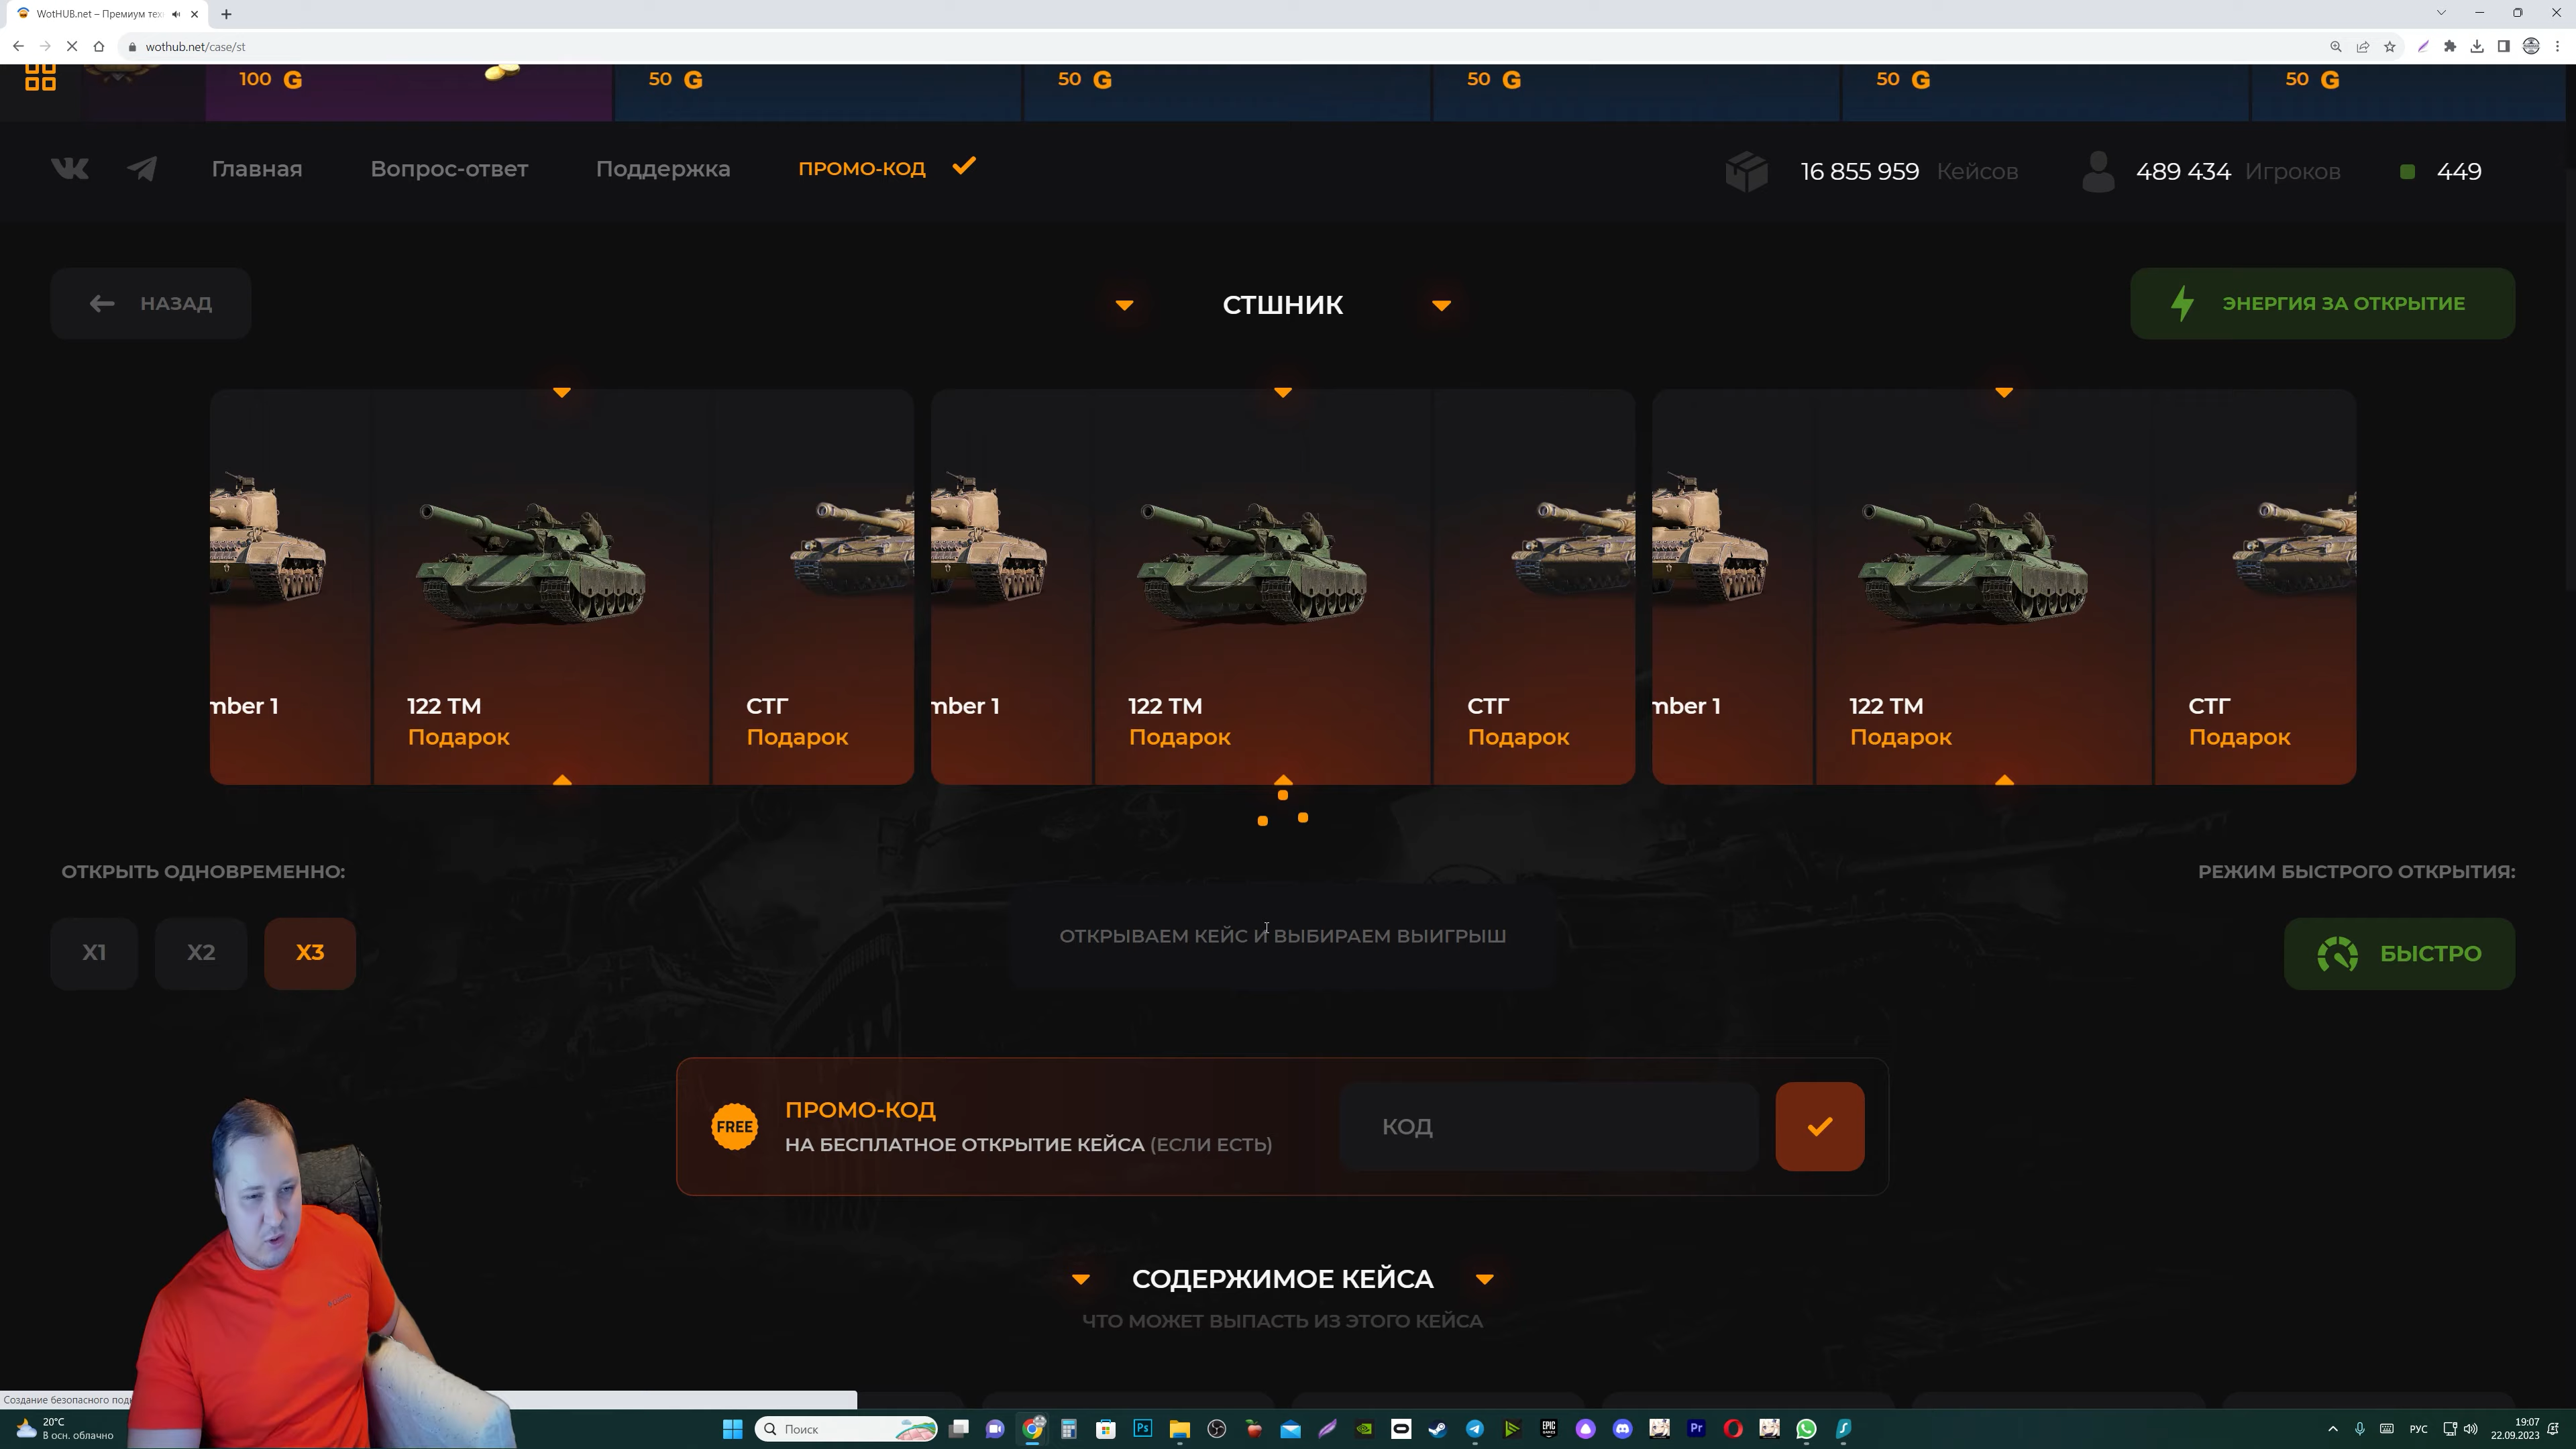 WotHUB.net – Премиум тех
wothub.net/case/st
100 G
50 G
50 G
50 G
50 G
50 G
Главная
Вопрос-ответ
Поддержка
ПРОМО-КОД
16 855 959 Кейсов
489 434 Игроков
449
НАЗАД
СТШНИК
ЭНЕРГИЯ ЗА ОТКРЫТИЕ
mber 1
122 TM
Подарок
СТГ
Подарок
mber 1
122 TM
Подарок
СТГ
Подарок
mber 1
122 TM
Подарок
СТГ
Подарок
ОТКРЫТЬ ОДНОВРЕМЕННО:
X1
X2
X3
ОТКРЫВАЕМ КЕЙС И ВЫБИРАЕМ ВЫИГРЫШ
РЕЖИМ БЫСТРОГО ОТКРЫТИЯ:
БЫСТРО
FREE
ПРОМО-КОД
НА БЕСПЛАТНОЕ ОТКРЫТИЕ КЕЙСА (ЕСЛИ ЕСТЬ)
КОД
СОДЕРЖИМОЕ КЕЙСА
ЧТО МОЖЕТ ВЫПАСТЬ ИЗ ЭТОГО КЕЙСА
Создание безопасного под
20°C
В осн. облачно
Поиск
Ps
EPIC
Pr
РУС
19:07
22.09.2023